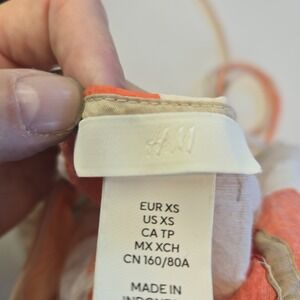 H&M
EUR XS
US XS
CA TP
MX XCH
CN 160/80A
MADE IN